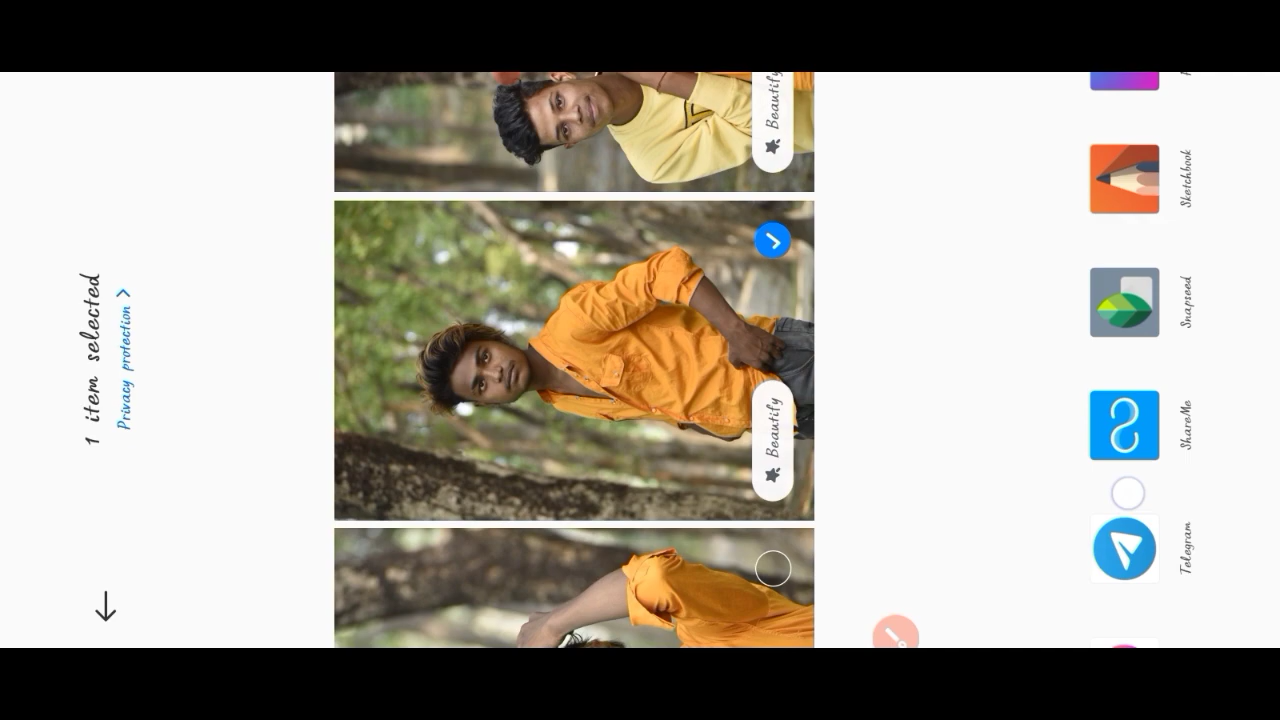 1 item selected
Privacy protection >
Beautify
Beautify
Telegram
ShareMe
Snapseed
Sketchbook